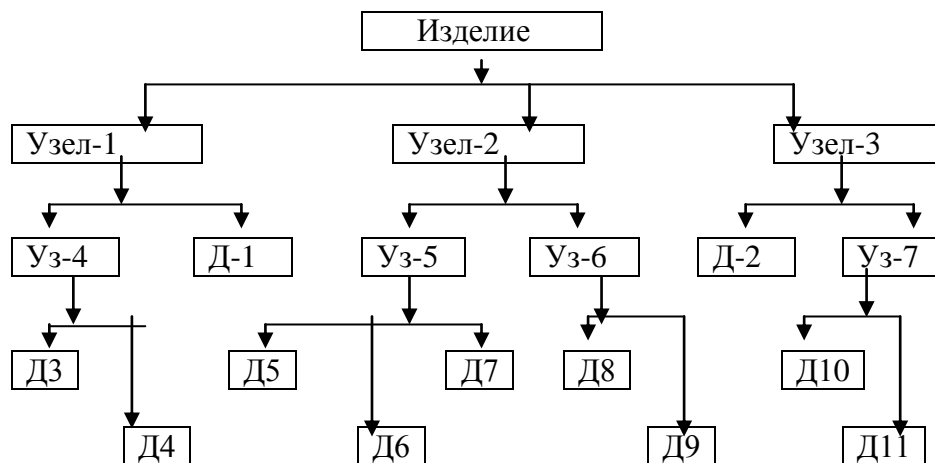 Изделие
Узел-1 Узел-2 Узел-3
Уз-4 Д-1 Уз-5 Уз-6 Д-2 Уз-7
Д3 Д5 Д7 Д8 Д10
Д4 Д6 Д9 Д11